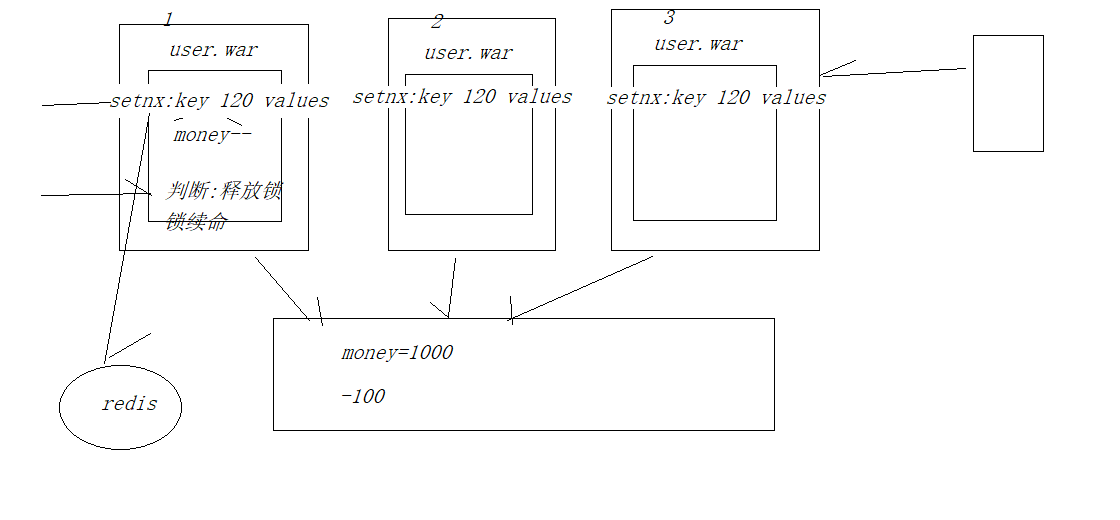 1
user.war
setnx:key 120 values
money--
判断:释放锁
锁续命
2
user.war
setnx:key 120 values
3
user.war
setnx:key 120 values
redis
money=1000
-100